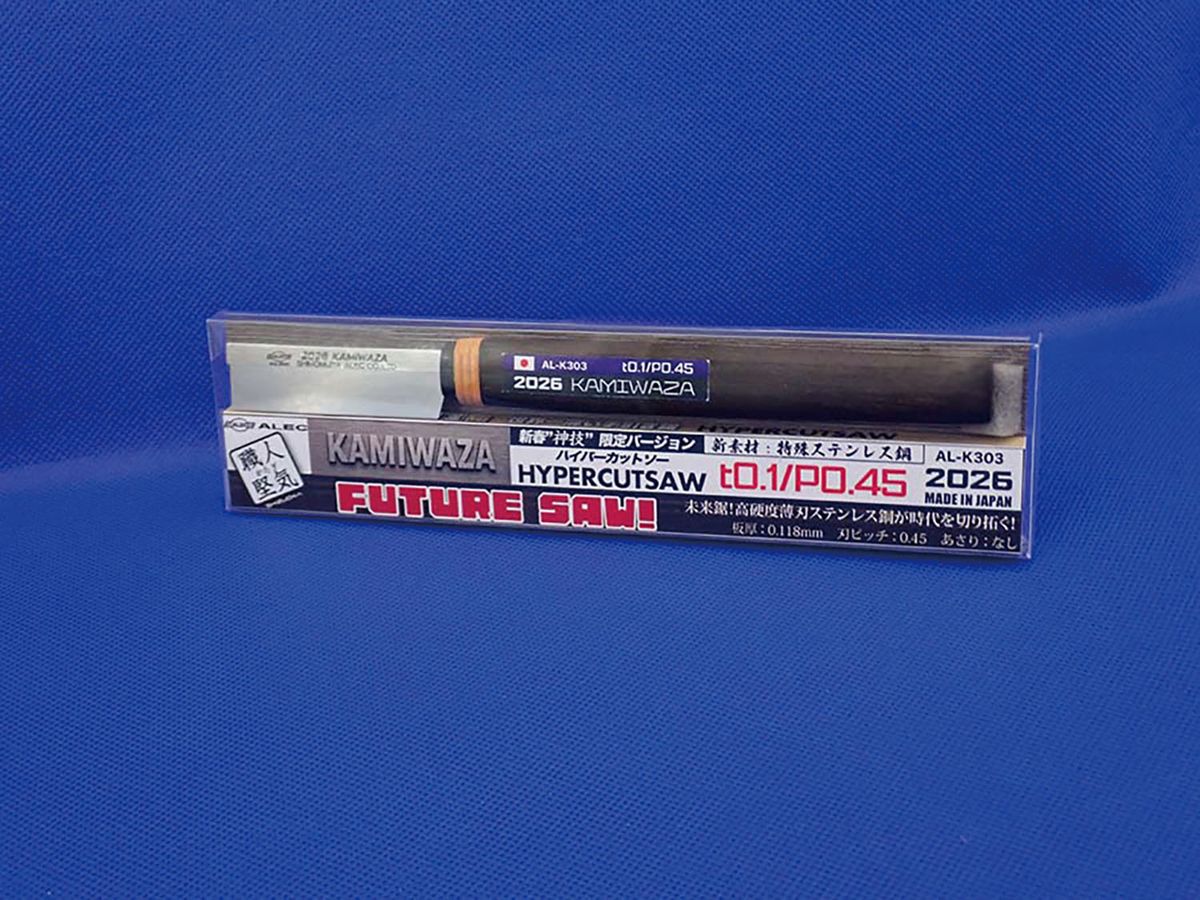 2026 KAMIWAZA
SHIMOMURA ALEC CO.,LTD
AL-K303 t0.1/P0.45
2026 KAMIWAZA
HYPERCUTSAW
ALEC
職人
堅気
KAMIWAZA
新春"神技" 限定バージョン
新素材:特殊ステンレス鋼
AL-K303
ハイパーカットソー
HYPERCUTSAW
t0.1/P0.45
2026
MADE IN JAPAN
FUTURE SAW!
未来鋸!高硬度薄刃ステンレス鋼が時代を切り拓ぐ!
板厚:0.118mm 刃ピッチ:0.45 あさり:なし